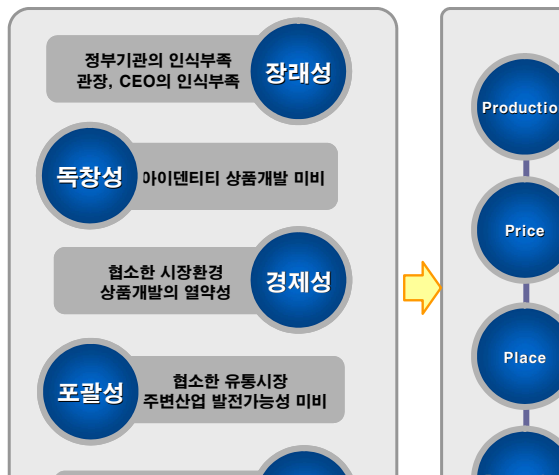 정부기관의 인식부족
관장, CEO의 인식부족
장래성
독창성
아이덴티티 상품개발 미비
협소한 시장환경
상품개발의 열약성
경제성
포괄성
협소한 유통시장
주변산업 발전가능성 미비
Productio
Price
Place